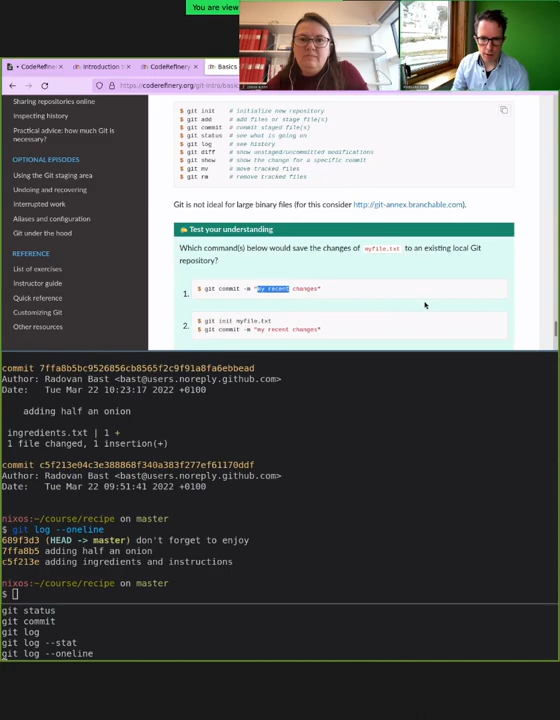 You are view
CodeRefiner
Introduction t
CodeRefiner
Basics
https://coderefinery.org/git-intro/basic
Sharing repositories online
Inspecting history
Practical advice: how much Git is
necessary?
OPTIONAL EPISODES
Using the Git staging area
Undoing and recovering
Interrupted work
Aliases and configuration
Git under the hood
REFERENCE
List of exercises
Instructor guide
Quick reference
Customizing Git
Other resources
$ git init # initialize new repository
$ git add # add files or stage file(s)
$ git commit # commit staged file(s)
$ git status # see what is going on
$ git log # see history
$ git diff # show unstaged/uncommitted modifications
$ git show # show the change for a specific commit
$ git mv # move tracked files
$ git rm # remove tracked files
Git is not ideal for large binary files (for this consider http://git-annex.branchable.com).
Test your understanding
Which command(s) below would save the changes of myfile.txt to an existing local Git
repository?
1. $ git commit -m "my recent changes"
2. $ git init myfile.txt
$ git commit -m "my recent changes"
commit 7ffa8b5bc9526856cb8565f2c9f91a8fa6ebbead
Author: Radovan Bast <bast@users.noreply.github.com>
Date: Tue Mar 22 10:23:17 2022 +0100
adding half an onion
ingredients.txt | 1 +
1 file changed, 1 insertion(+)
commit c5f213e04c3e388868f340a383f277ef61170ddf
Author: Radovan Bast <bast@users.noreply.github.com>
Date: Tue Mar 22 09:51:41 2022 +0100
nixos:~/course/recipe on master
$ git log --oneline
689f3d3 (HEAD -> master) don't forget to enjoy
7ffa8b5 adding half an onion
c5f213e adding ingredients and instructions
nixos:~/course/recipe on master
$
git status
git commit
git log
git log --stat
git log --oneline